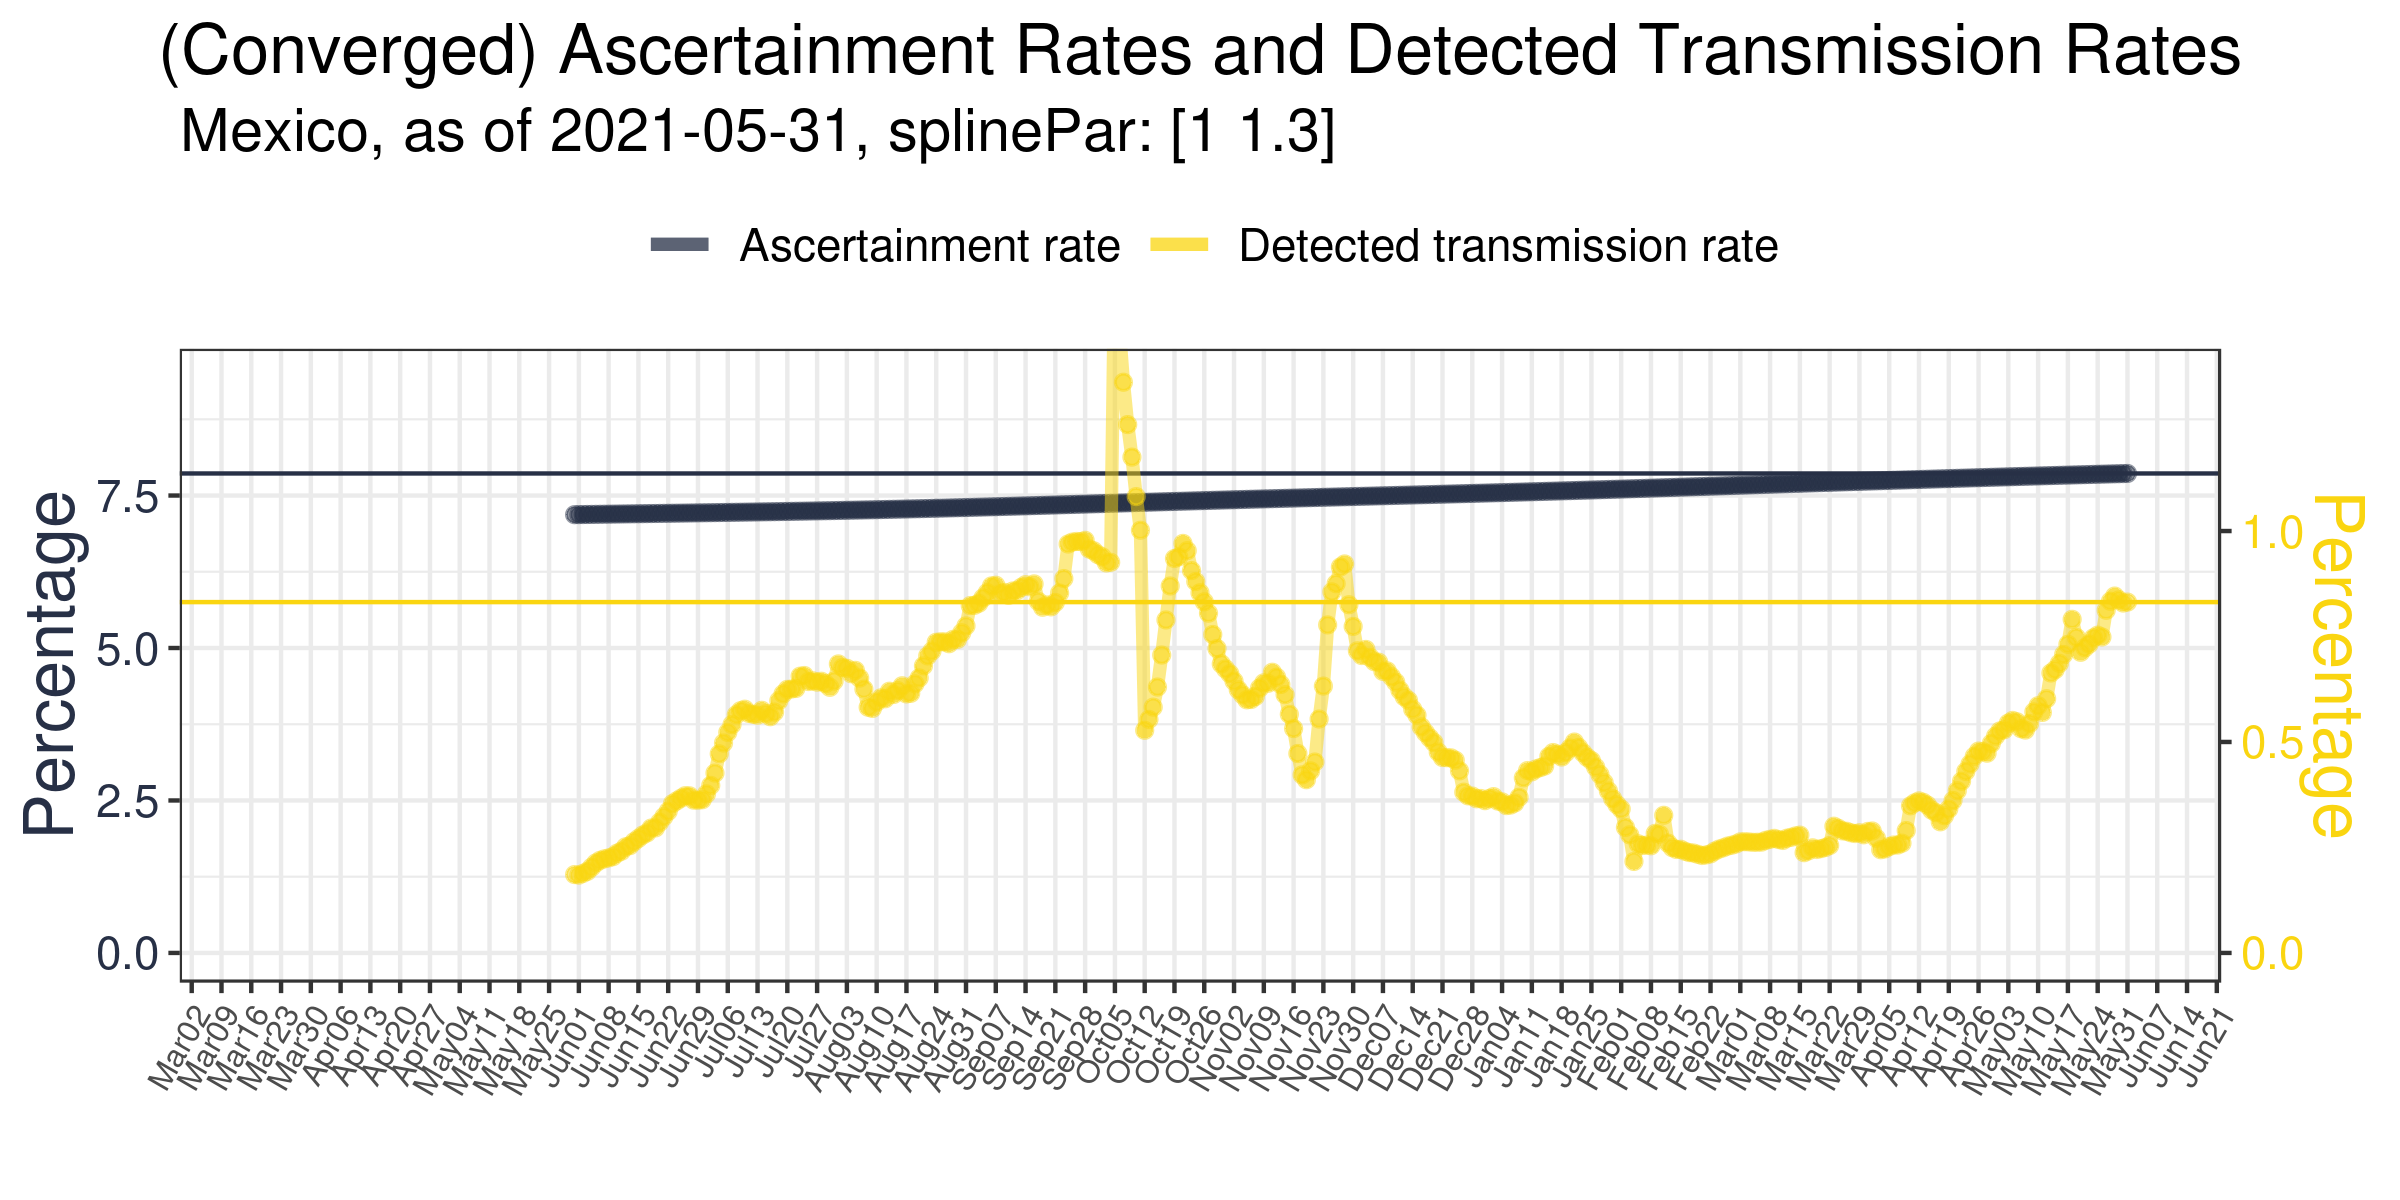 (Converged) Ascertainment Rates and Detected Transmission Rates
Mexico, as of 2021-05-31, splinePar: [1 1.3]
Ascertainment rate
Detected transmission rate
Percentage
7.5
5.0
2.5
0.0
1.0
0.5
0.0
Percentage
Mar02
Mar09
Mar16
Mar23
Mar30
Apr06
Apr13
Apr20
Apr27
May04
May11
May18
May25
Jun01
Jun08
Jun15
Jun22
Jun29
Jul06
Jul13
Jul20
Jul27
Aug03
Aug10
Aug17
Aug24
Aug31
Sep07
Sep14
Sep21
Sep28
Oct05
Oct12
Oct19
Oct26
Nov02
Nov09
Nov16
Nov23
Nov30
Dec07
Dec14
Dec21
Dec28
Jan04
Jan11
Jan18
Jan25
Feb01
Feb08
Feb15
Feb22
Mar01
Mar08
Mar15
Mar22
Mar29
Apr05
Apr12
Apr19
Apr26
May03
May10
May17
May24
May31
Jun07
Jun14
Jun21